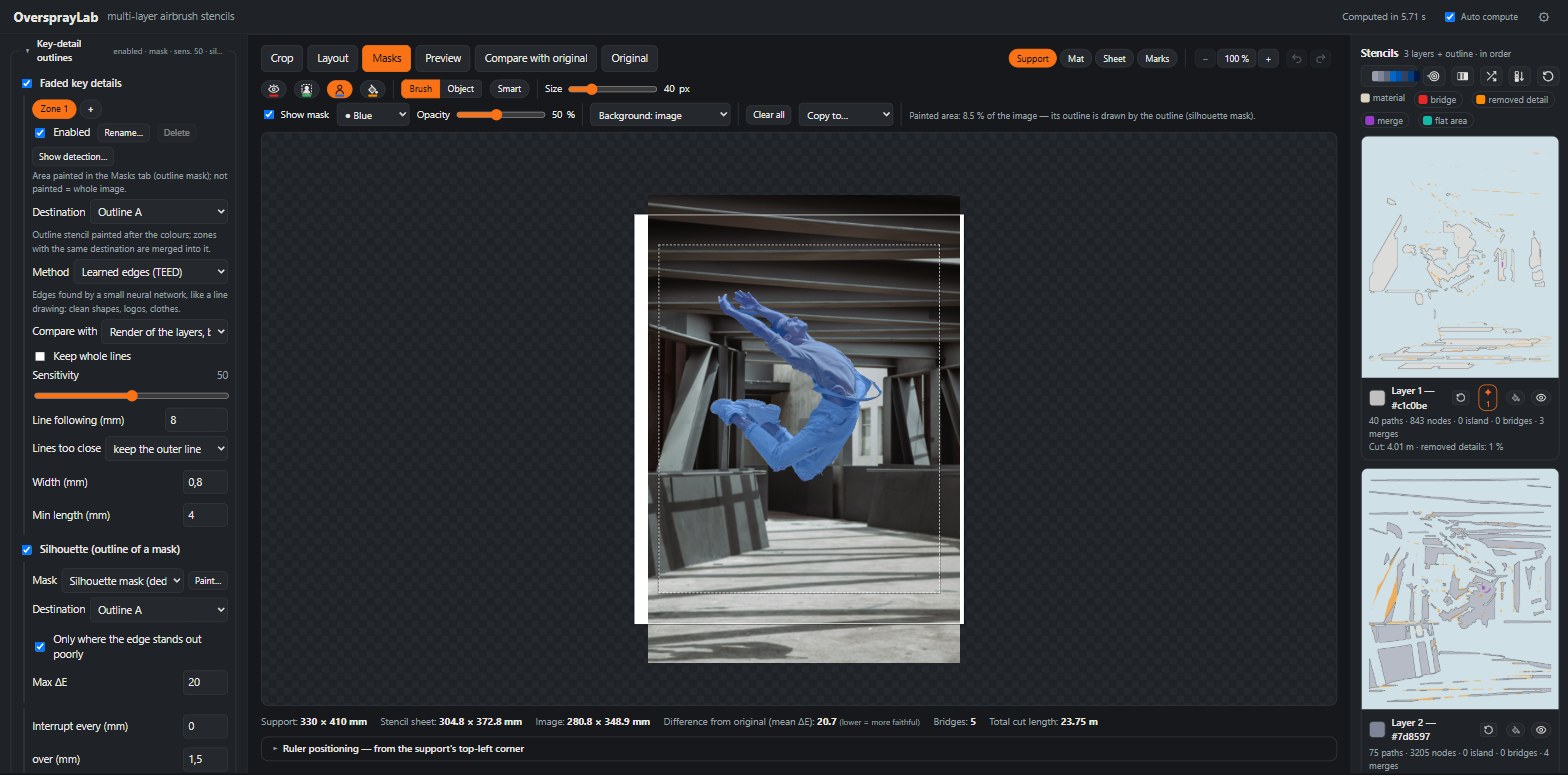 OversprayLab multi-layer airbrush stencils
Computed in 5.71 s
Auto compute
Key-detail
outlines
enabled · mask · sens. 50 · sil...
Faded key details
Zone 1
+
Enabled
Rename...
Delete
Show detection...
Area painted in the Masks tab (outline mask); not
painted = whole image.
Destination
Outline A
Outline stencil painted after the colours; zones
with the same destination are merged into it.
Method
Learned edges (TEED)
Edges found by a small neural network, like a line
drawing: clean shapes, logos, clothes.
Compare with
Render of the layers, t
Keep whole lines
Sensitivity
50
Line following (mm)
8
Lines too close
keep the outer line
Width (mm)
0,8
Min length (mm)
4
Silhouette (outline of a mask)
Mask
Silhouette mask (ded
Paint...
Destination
Outline A
Only where the edge stands out
poorly
Max ΔE
20
Interrupt every (mm)
0
over (mm)
1,5
Crop
Layout
Masks
Preview
Compare with original
Original
Support
Mat
Sheet
Marks
−
100 %
+
Brush
Object
Smart
Size
40 px
Show mask
● Blue
Opacity
50 %
Background: image
Clear all
Copy to...
Painted area: 8.5 % of the image — its outline is drawn by the outline (silhouette mask).
Support: 330 × 410 mm
Stencil sheet: 304.8 × 372.8 mm
Image: 280.8 × 348.9 mm
Difference from original (mean ΔE): 20.7 (lower = more faithful)
Bridges: 5
Total cut length: 23.75 m
Ruler positioning — from the support's top-left corner
Stencils 3 layers + outline · in order
material
bridge
removed detail
merge
flat area
Layer 1 —
#c1c0be
1
40 paths · 843 nodes · 0 island · 0 bridges · 3
merges
Cut: 4.01 m · removed details: 1 %
Layer 2 —
#7d8597
75 paths · 3205 nodes · 0 island · 0 bridges · 4
merges